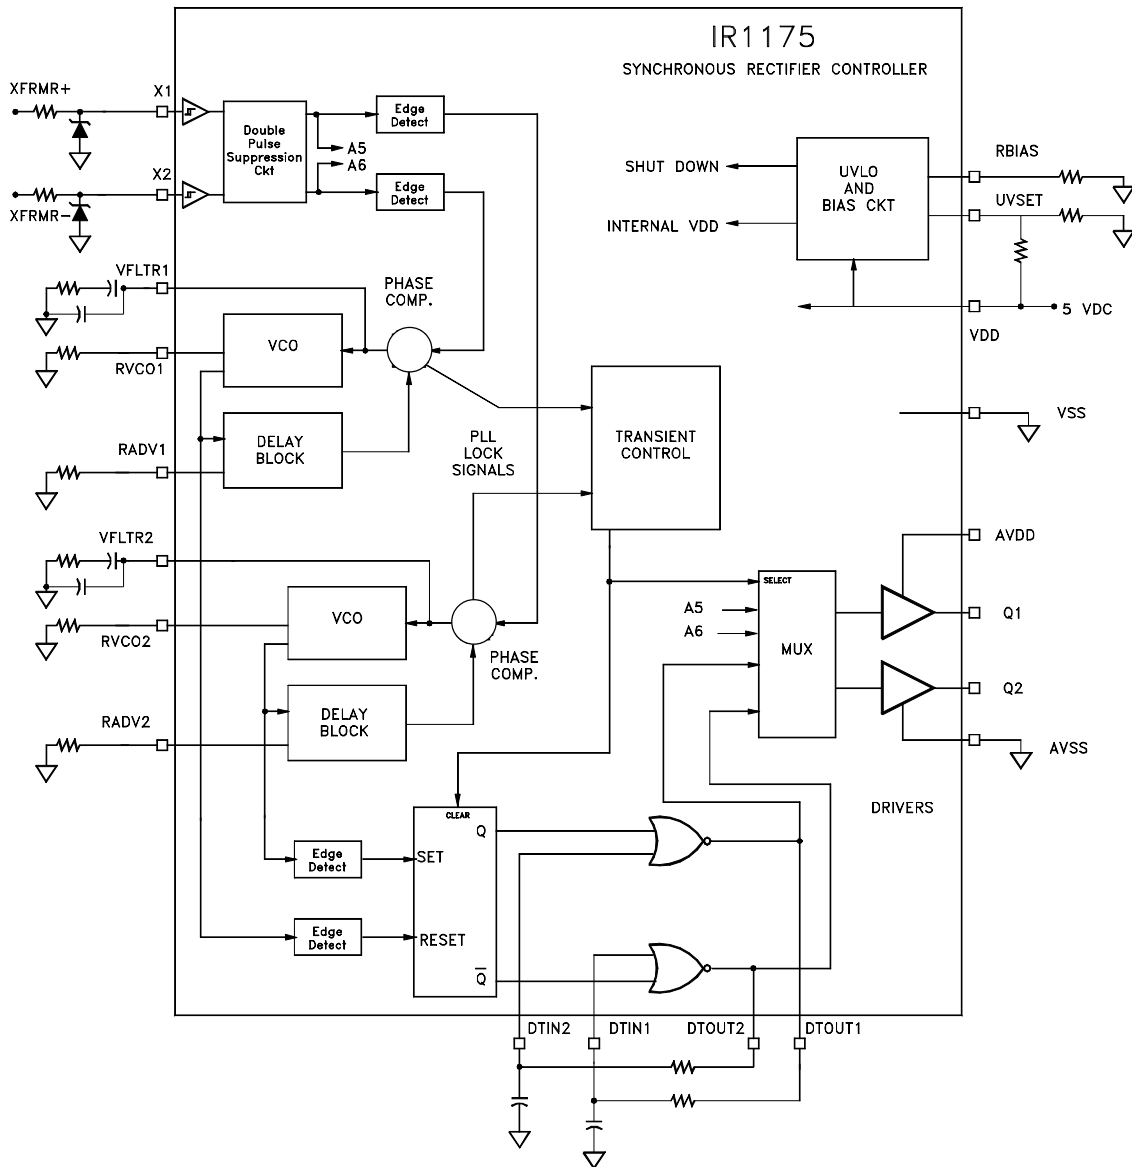 IR1175
SYNCHRONOUS RECTIFIER CONTROLLER
XFRMR+
X1
Double
Pulse
Suppression
Ckt
Edge
Detect
A5
A6
X2
XFRMR-
Edge
Detect
SHUT DOWN
INTERNAL VDD
UVLO
AND
BIAS CKT
RBIAS
UVSET
5 VDC
VDD
VFLTR1
PHASE
COMP.
VCO
RVCO1
DELAY
BLOCK
RADV1
PLL
LOCK
SIGNALS
TRANSIENT
CONTROL
VSS
VFLTR2
VCO
RVCO2
PHASE
COMP.
DELAY
BLOCK
RADV2
SELECT
A5
A6
MUX
AVDD
Q1
Q2
AVSS
DRIVERS
CLEAR
Q
SET
RESET
Q̅
Edge
Detect
Edge
Detect
DTIN2
DTIN1
DTOUT2
DTOUT1